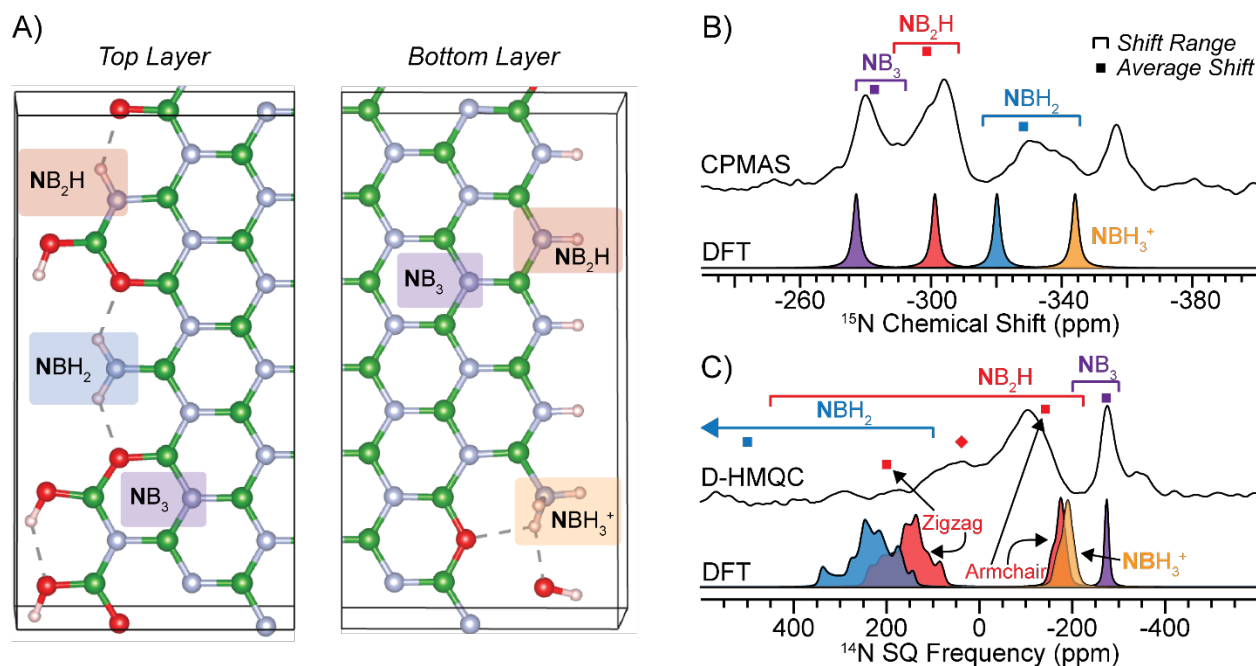 A)
Top Layer
Bottom Layer
NB₂H
NBH₂
NB₃
NB₃
NB₂H
NBH₃⁺
B)
NB₂H
NB₃
NBH₂
Shift Range
Average Shift
CPMAS
DFT
NBH₃⁺
-260 -300 -340 -380
¹⁵N Chemical Shift (ppm)
C)
NB₃
NB₂H
NBH₂
D-HMQC
Zigzag
Armchair
NBH₃⁺
DFT
400 200 0 -200 -400
¹⁴N SQ Frequency (ppm)